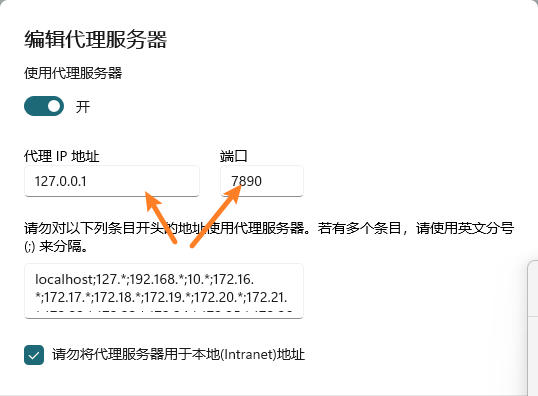 编辑代理服务器
使用代理服务器
开
代理 IP 地址 端口
127.0.0.1 7890
请勿对以下列条目开头的地址使用代理服务器。若有多个条目，请使用英文分号
(;) 来分隔。
localhost;127.*;192.168.*;10.*;172.16.
*;172.17.*;172.18.*;172.19.*;172.20.*;172.21.
请勿将代理服务器用于本地(Intranet)地址